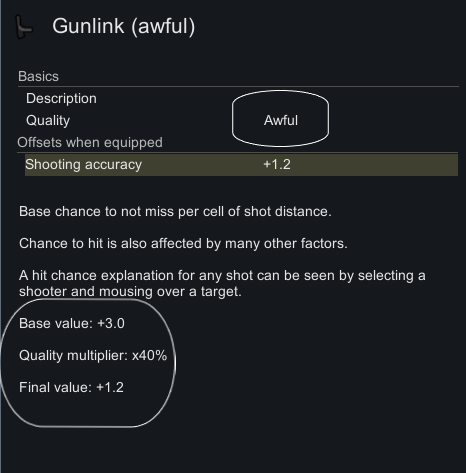 Gunlink (awful)
Basics
Description
Quality Awful
Offsets when equipped
Shooting accuracy +1.2
Base chance to not miss per cell of shot distance.
Chance to hit is also affected by many other factors.
A hit chance explanation for any shot can be seen by selecting a
shooter and mousing over a target.
Base value: +3.0
Quality multiplier: x40%
Final value: +1.2